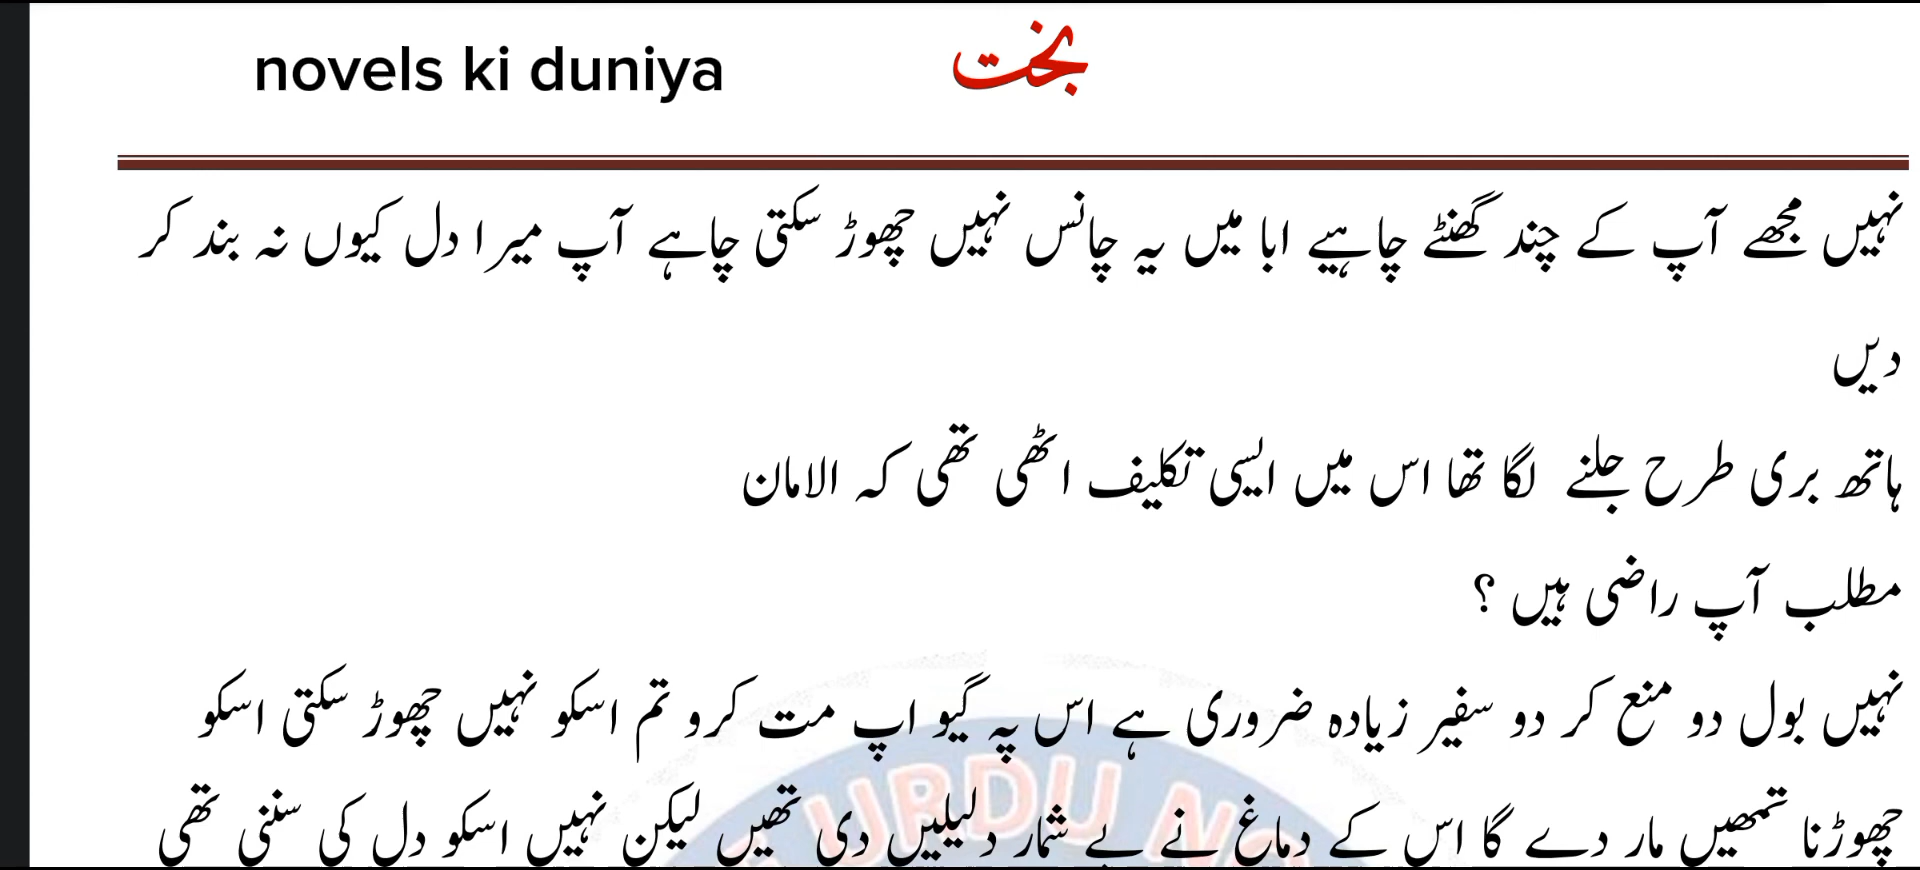 novels ki duniya
بخت
نہیں مجھے آپ کے چند گھنٹے چاہیے ابا میں یہ چانس نہیں چھوڑ سکتی چاہے آپ میرا دل کیوں نہ بند کر
دیں
ہاتھ بری طرح جلنے لگا تھا اس میں ایسی تکلیف اٹھی تھی کہ الامان
مطلب آپ راضی ہیں ؟
نہیں بول دو منع کر دو سفیر زیادہ ضروری ہے اس پہ گیو اپ مت کرو تم اسکو نہیں چھوڑ سکتی اسکو
چھوڑنا تمھیں مار دے گا اس کے دماغ نے بے شمار دلیلیں دی تھیں لیکن نہیں اسکو دل کی سننی تھی
URDU